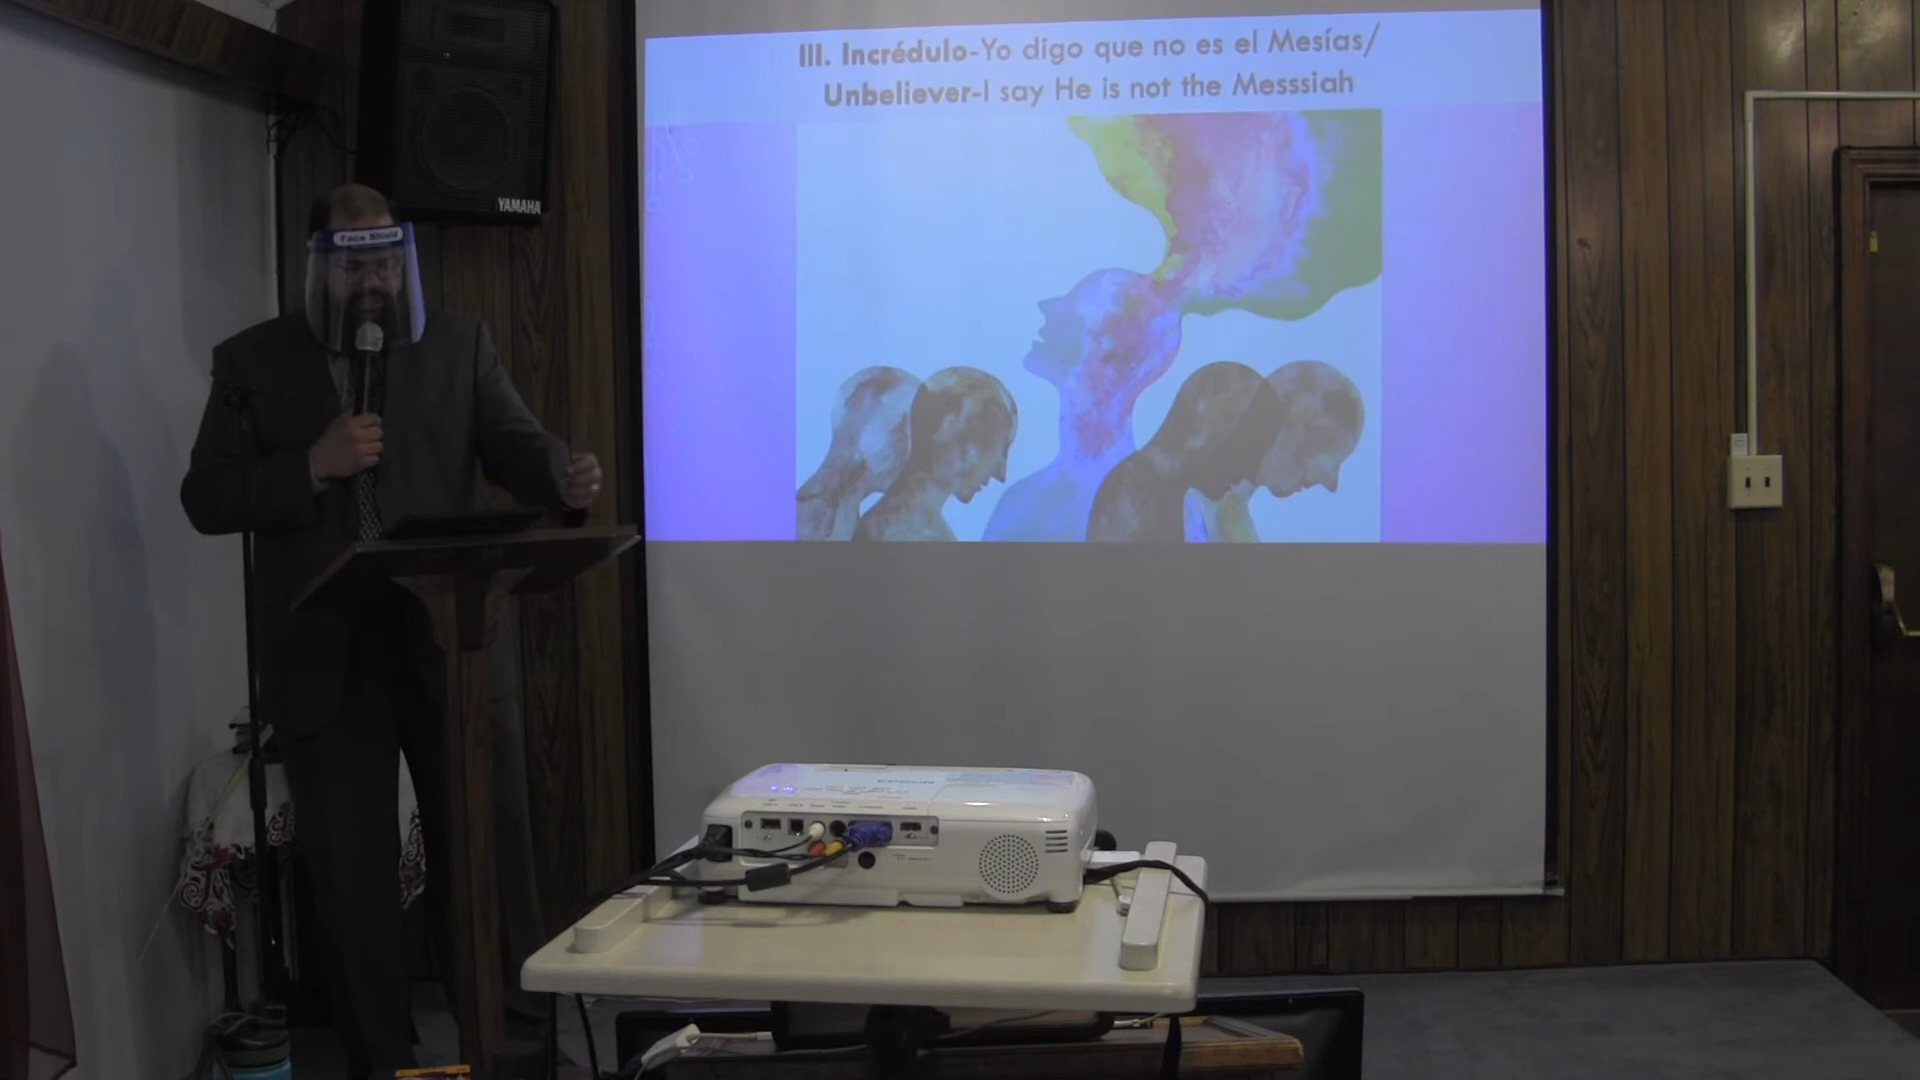 III. Incrédulo-Yo digo que no es el Mesías/
Unbeliever-I say He is not the Messsiah
YAMAHA
Face Shield
EPSON